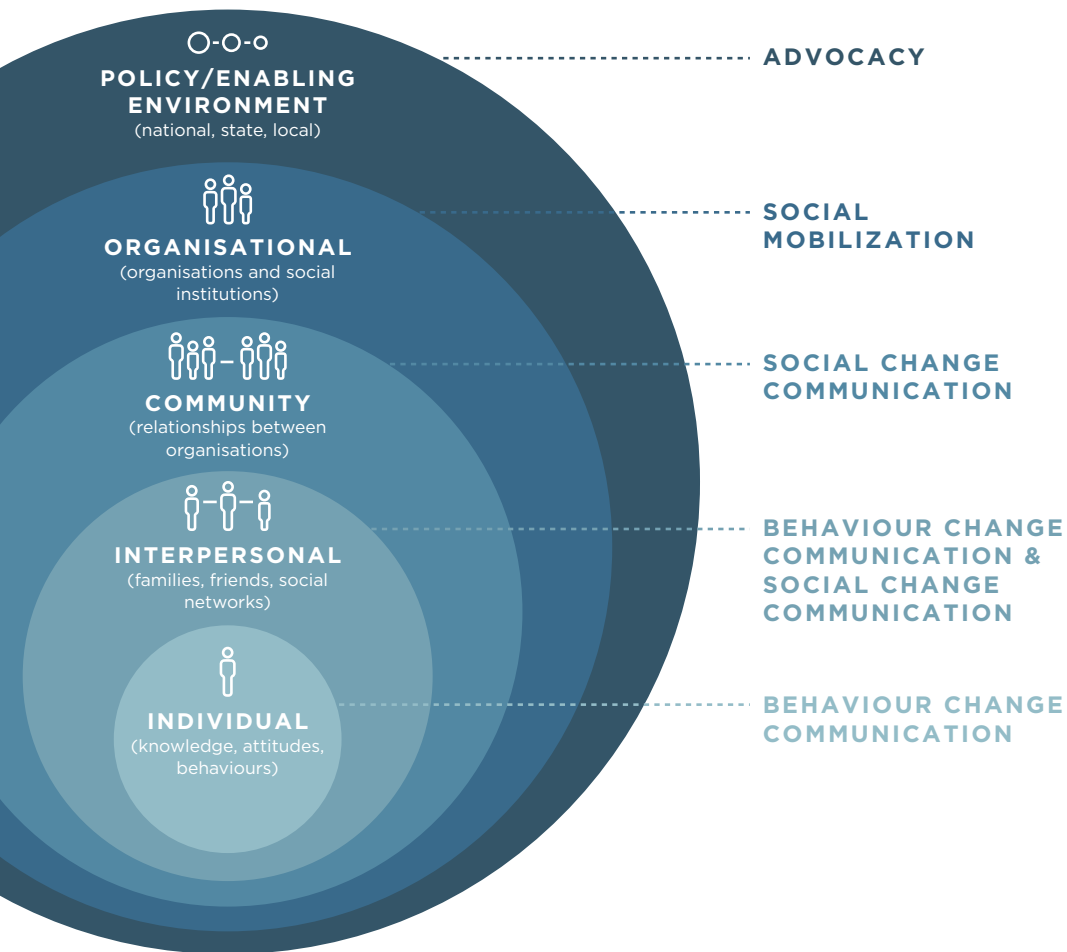 POLICY/ENABLING
ENVIRONMENT
(national, state, local)
ADVOCACY
ORGANISATIONAL
(organisations and social
institutions)
SOCIAL
MOBILIZATION
COMMUNITY
(relationships between
organisations)
SOCIAL CHANGE
COMMUNICATION
INTERPERSONAL
(families, friends, social
networks)
BEHAVIOUR CHANGE
COMMUNICATION &
SOCIAL CHANGE
COMMUNICATION
INDIVIDUAL
(knowledge, attitudes,
behaviours)
BEHAVIOUR CHANGE
COMMUNICATION